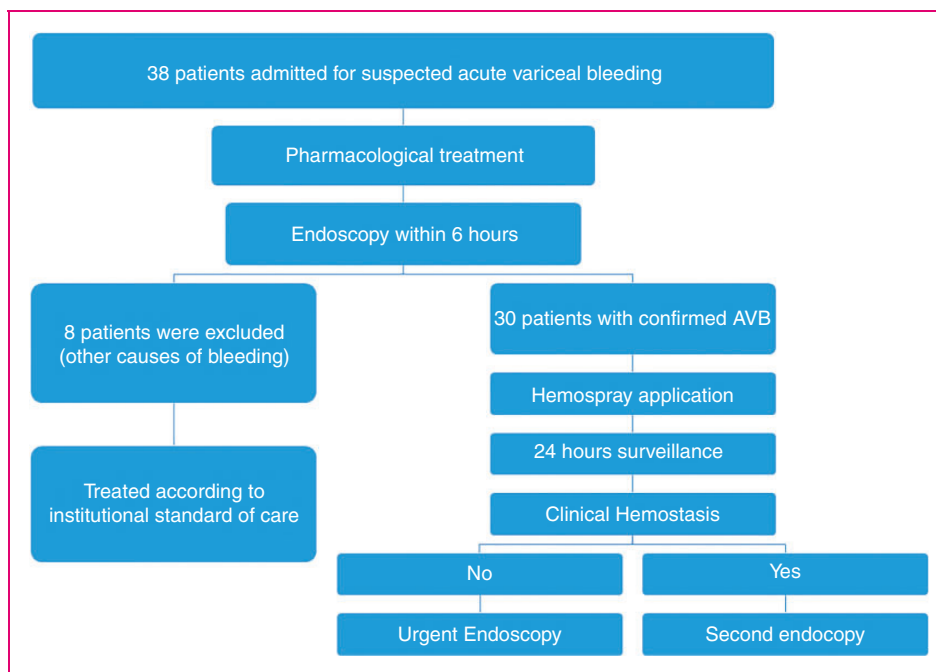 38 patients admitted for suspected acute variceal bleeding
Pharmacological treatment
Endoscopy within 6 hours
8 patients were excluded
(other causes of bleeding)
30 patients with confirmed AVB
Hemospray application
24 hours surveillance
Treated according to
institutional standard of care
Clinical Hemostasis
No
Yes
Urgent Endoscopy
Second endocopy